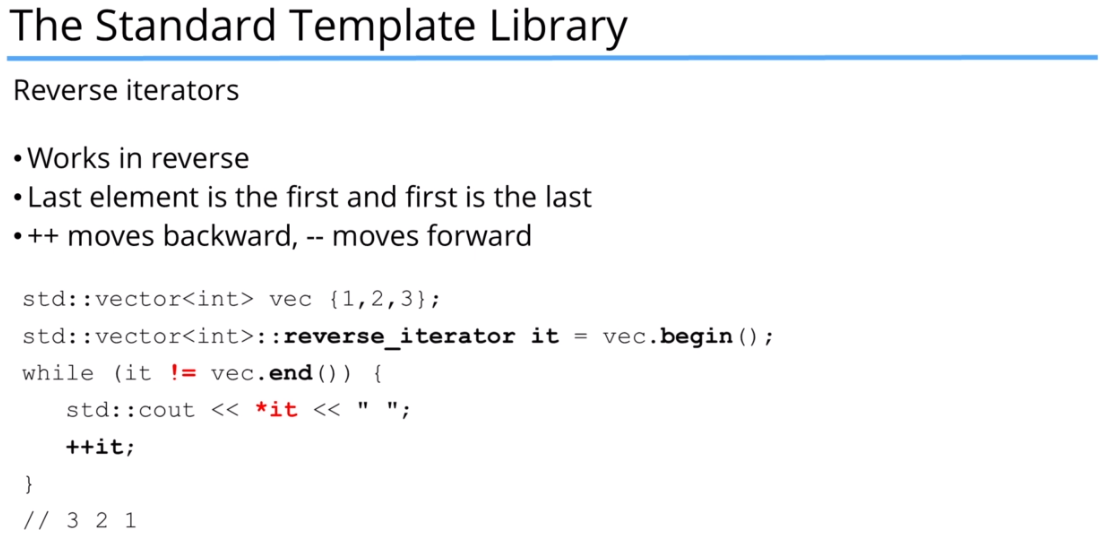 The Standard Template Library
Reverse iterators
•Works in reverse
•Last element is the first and first is the last
•++ moves backward, -- moves forward
std::vector<int> vec {1,2,3};
std::vector<int>::reverse_iterator it = vec.begin();
while (it != vec.end()) {
    std::cout << *it << " ";
    ++it;
}
// 3 2 1